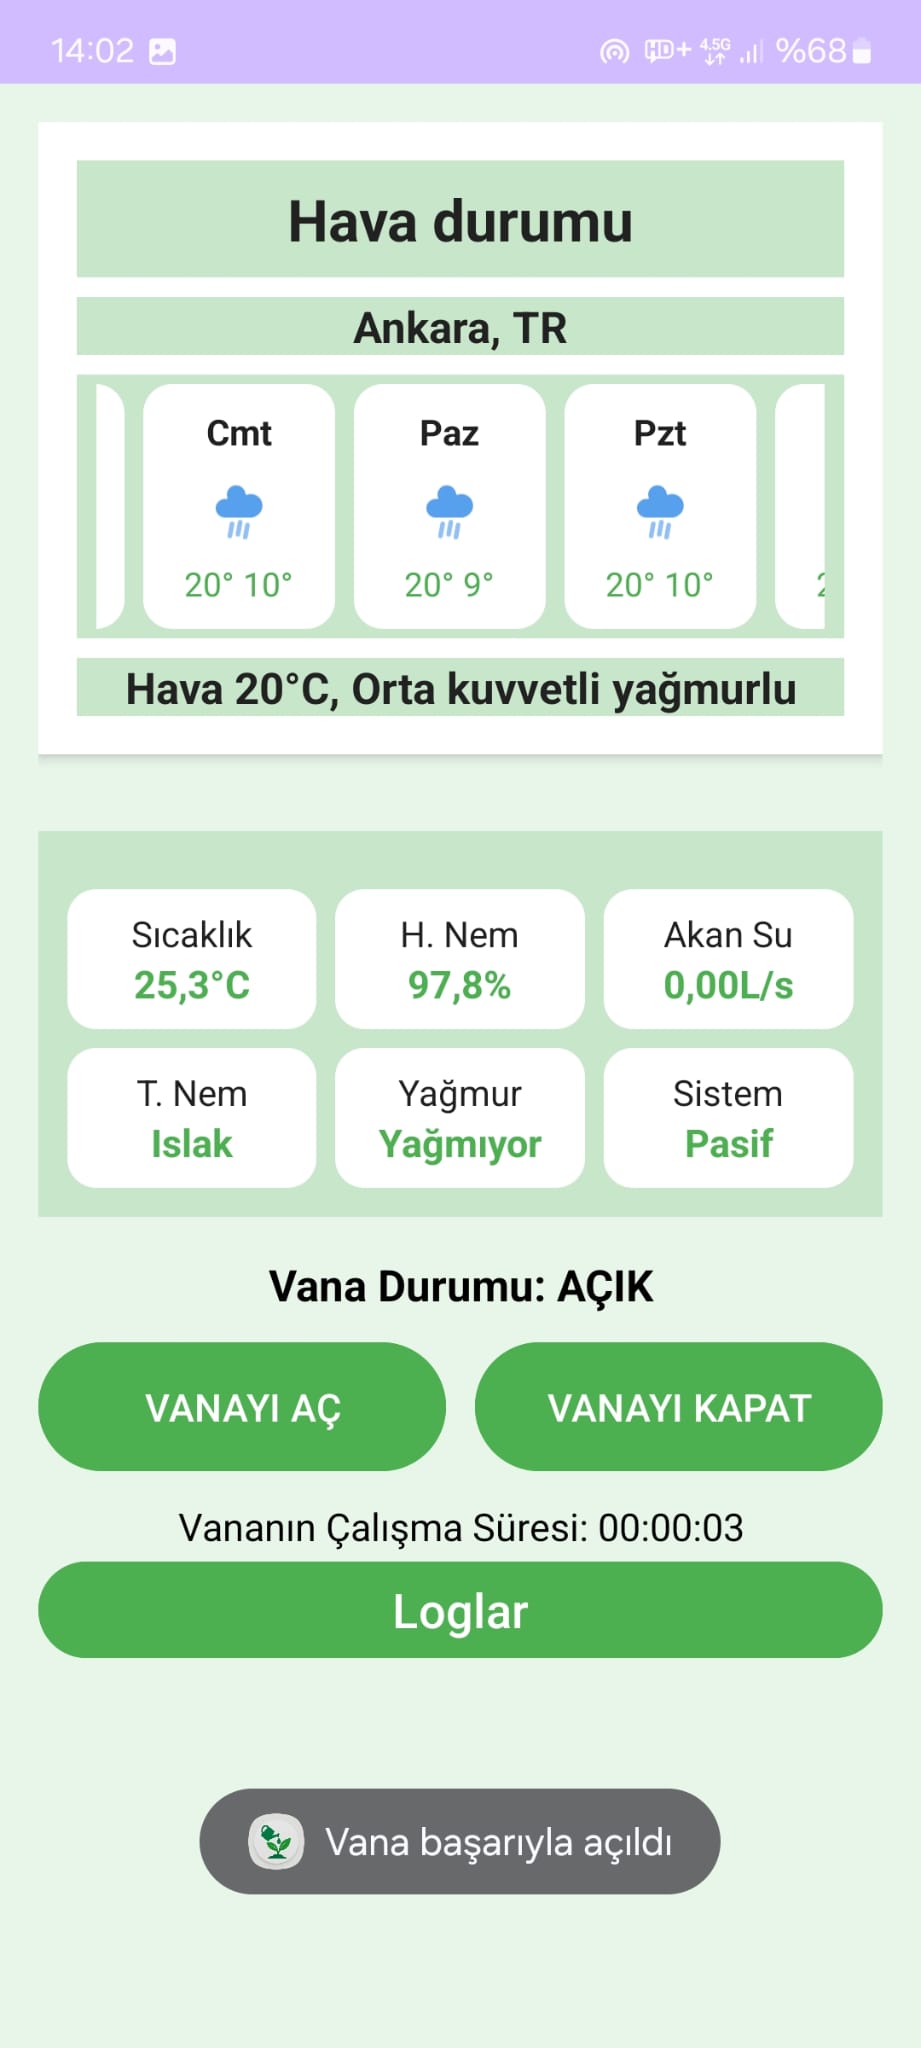 14:02 HD+ 4.5G %68
Hava durumu
Ankara, TR
Cmt Paz Pzt
20° 10° 20° 9° 20° 10° 2
Hava 20°C, Orta kuvvetli yağmurlu
Sıcaklık H. Nem Akan Su
25,3°C 97,8% 0,00L/s
T. Nem Yağmur Sistem
Islak Yağmıyor Pasif
Vana Durumu: AÇIK
VANAYI AÇ VANAYI KAPAT
Vananın Çalışma Süresi: 00:00:03
Loglar
Vana başarıyla açıldı